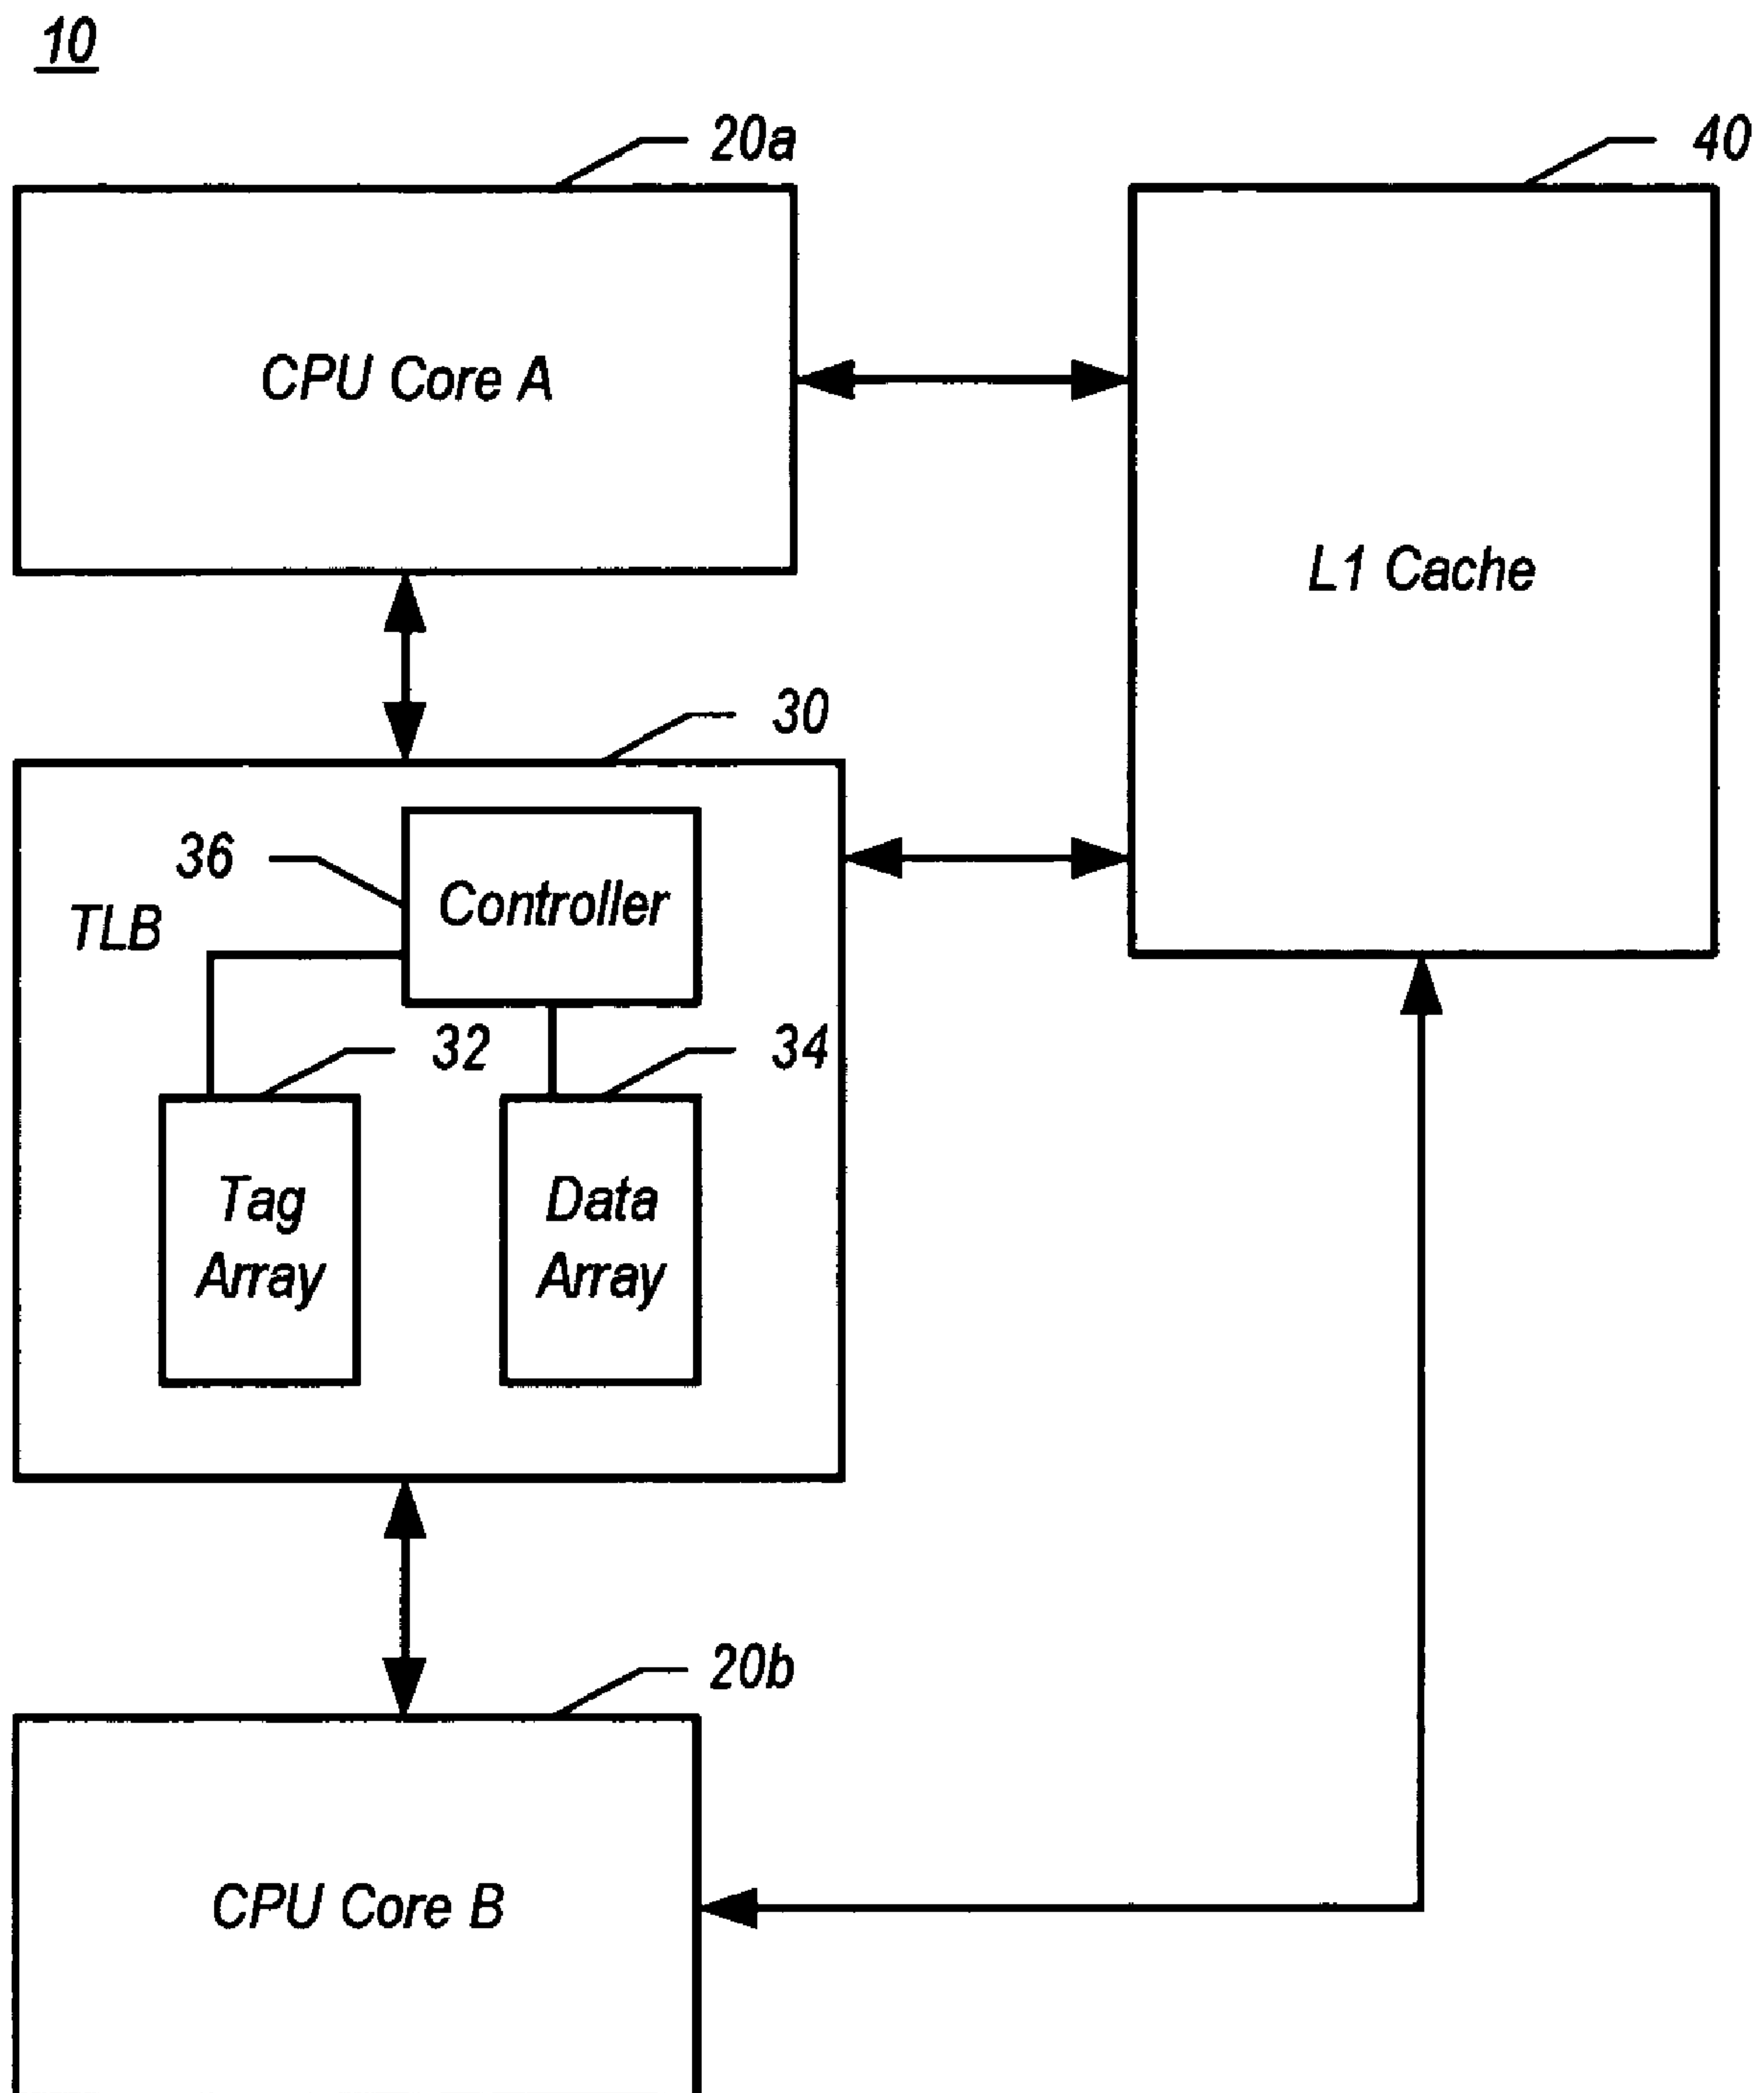 10
20a
40
CPU Core A
L1 Cache
30
36
Controller
TLB
32
34
Tag
Array
Data
Array
20b
CPU Core B